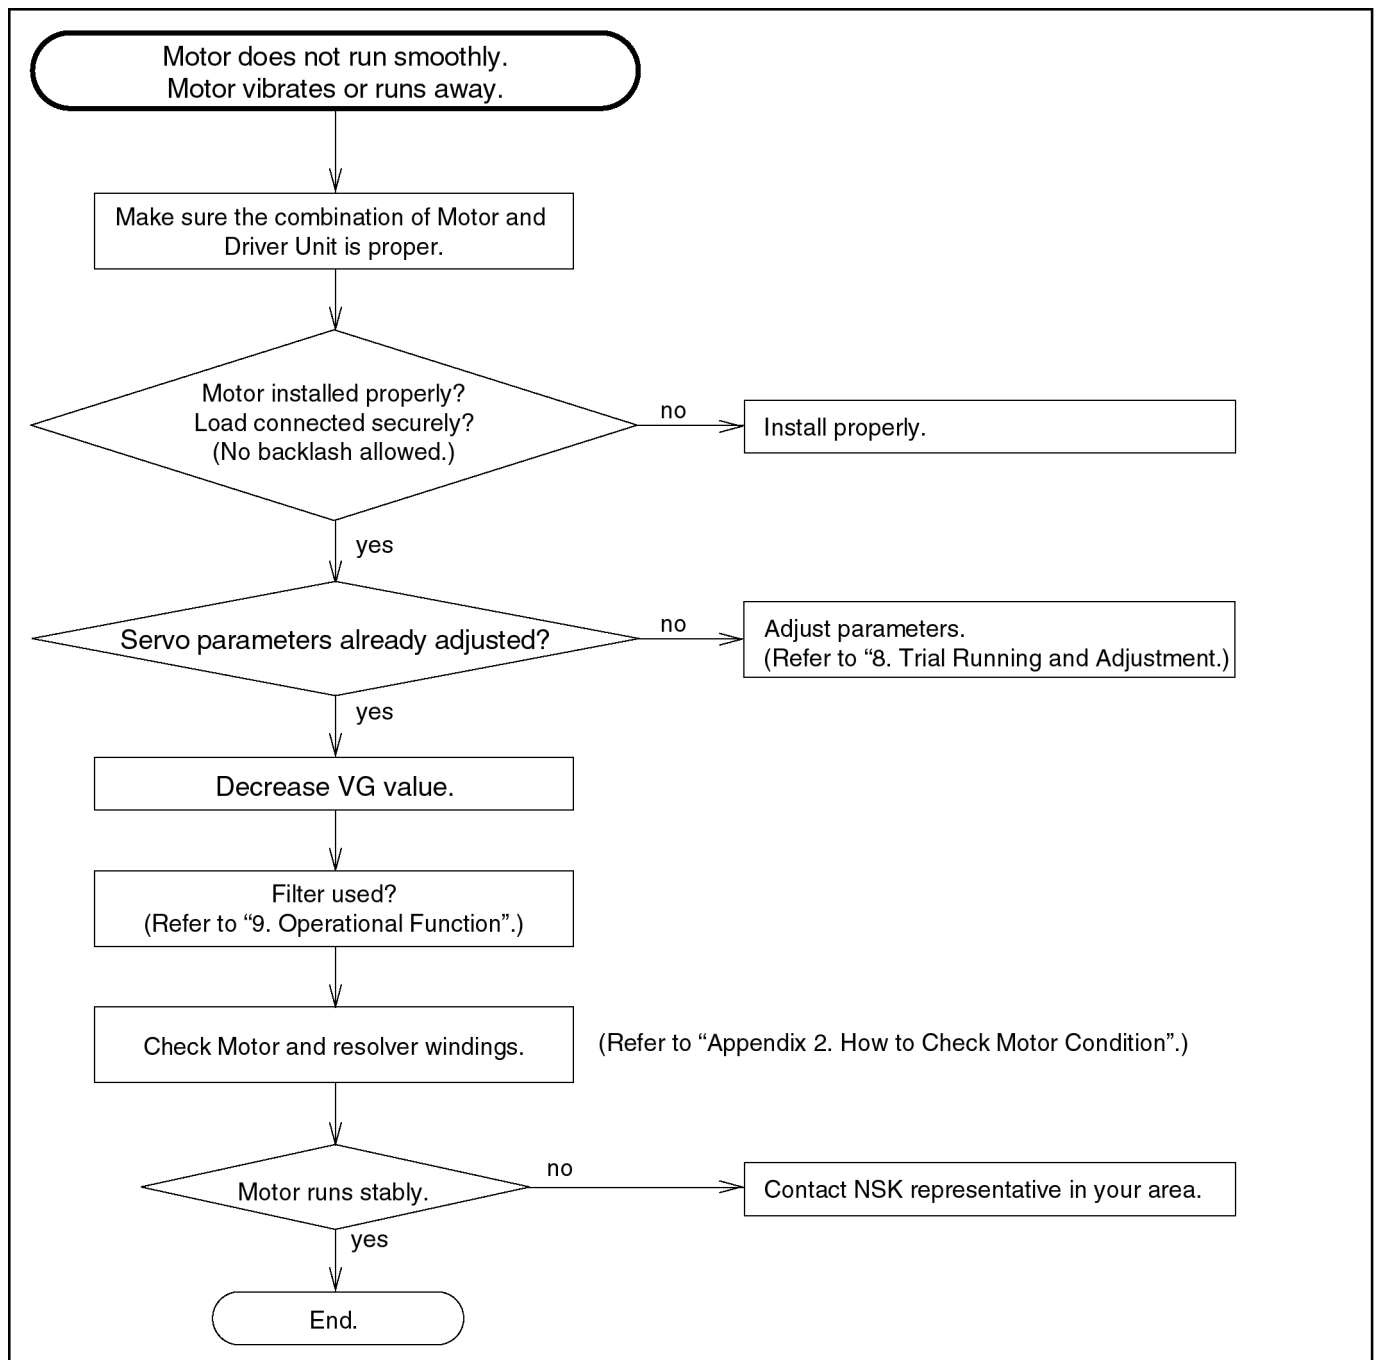 Motor does not run smoothly.
Motor vibrates or runs away.
Make sure the combination of Motor and
Driver Unit is proper.
Motor installed properly?
Load connected securely?
(No backlash allowed.)
no
Install properly.
yes
Servo parameters already adjusted?
no
Adjust parameters.
(Refer to “8. Trial Running and Adjustment.)
yes
Decrease VG value.
Filter used?
(Refer to “9. Operational Function”.)
Check Motor and resolver windings.
(Refer to “Appendix 2. How to Check Motor Condition”.)
Motor runs stably.
no
Contact NSK representative in your area.
yes
End.